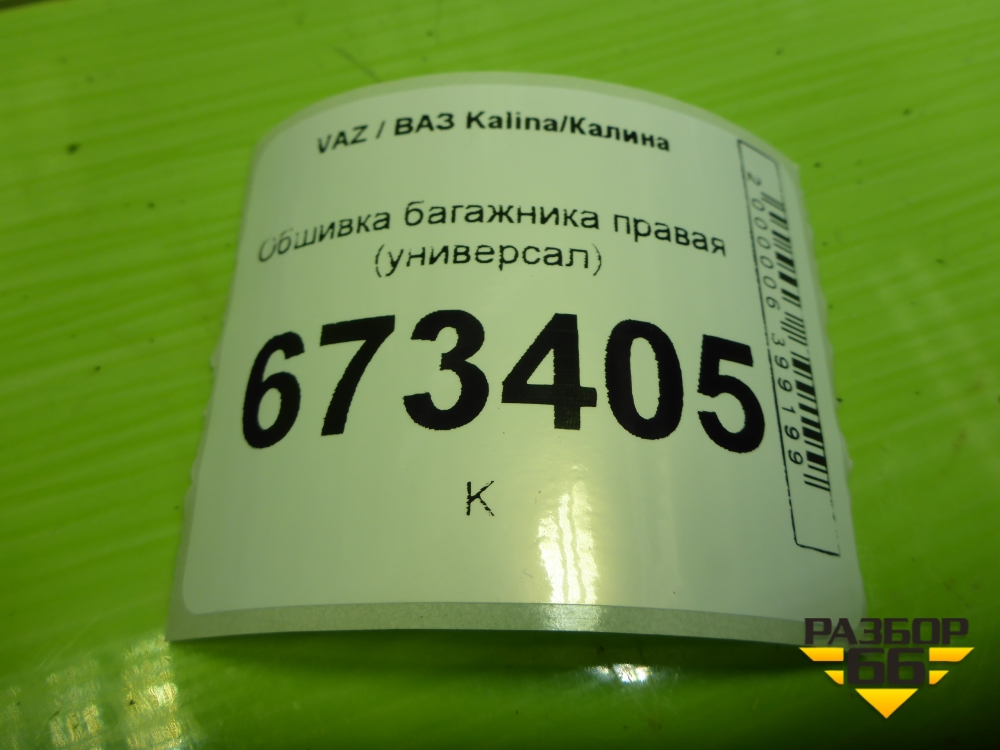 VAZ / ВАЗ Kalina/Калина
Обшивка багажника правая
(универсал)
673405
К
2000006399199
РАЗБОР
66